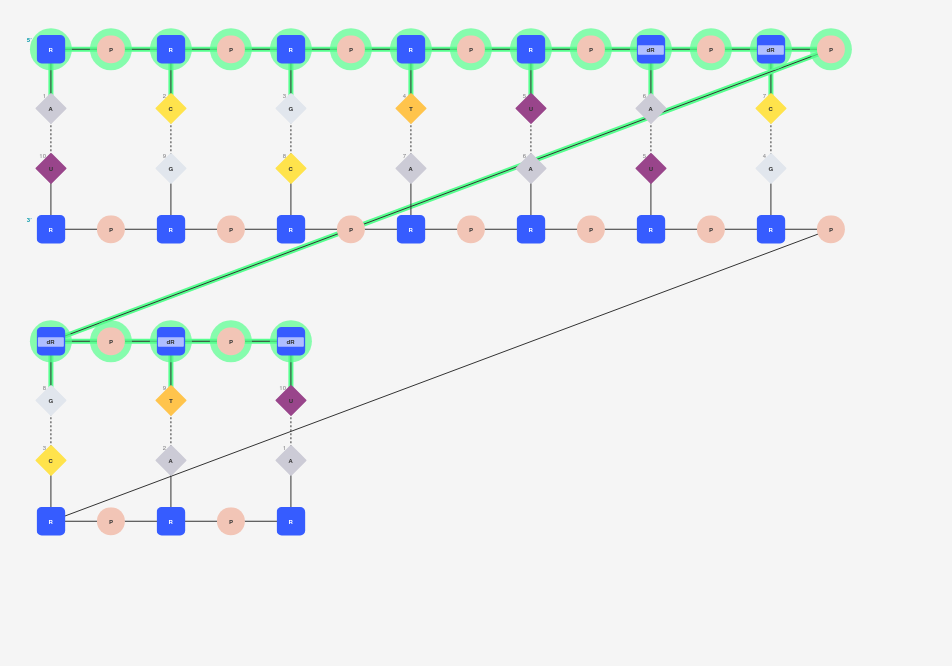 5' R P R P R P R P R P dR P dR P
1 2 3 4 5 6 7
A C G T U A C
10 9 8 7 6 5 4
U G C A A U G
3' R P R P R P R P R P R P R P
dR P dR P dR
8 9 10
G T U
3 2 1
C A A
R P R P R